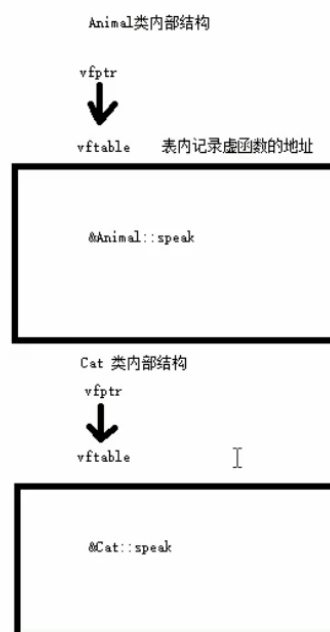 Animal类内部结构
vfptr
vftable 表内记录虚函数的地址
&Animal::speak
Cat 类内部结构
vfptr
vftable
&Cat::speak